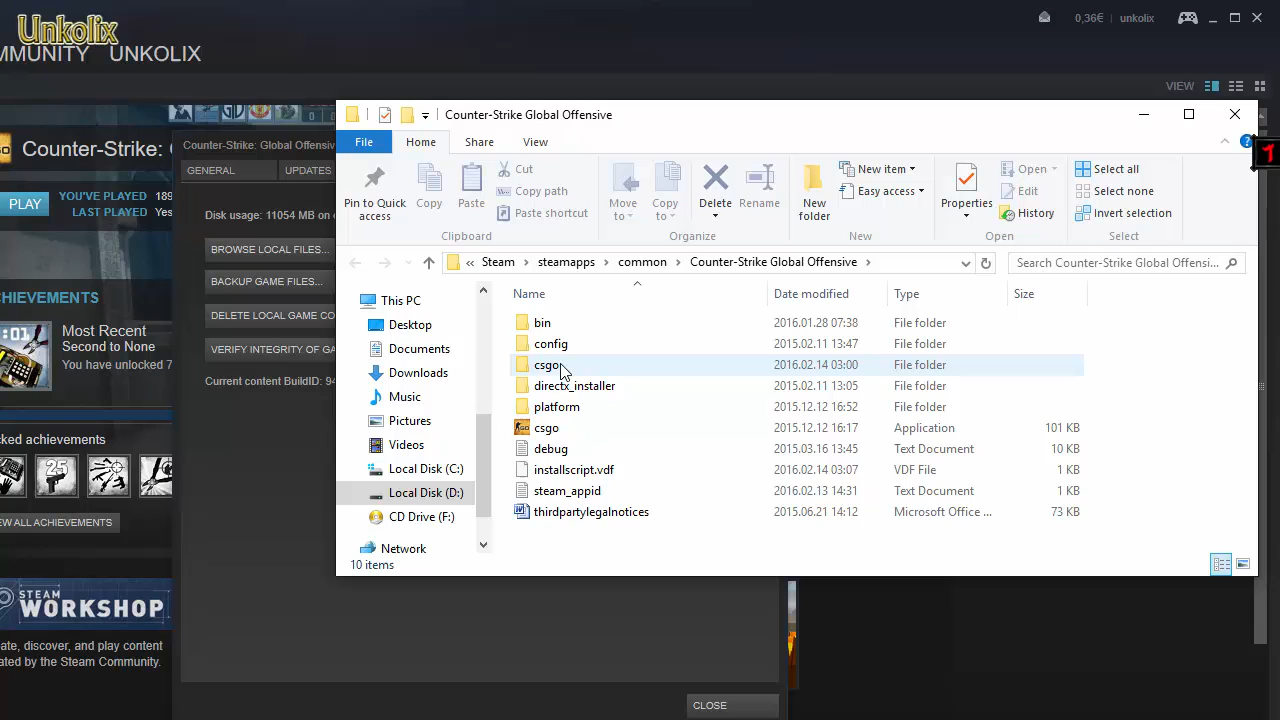 Unkolix
MMUNITY UNKOLIX
0,36€ unkolix
VIEW
Counter-Strike:
PLAY
YOU'VE PLAYED 189
LAST PLAYED Yes
ACHIEVEMENTS
Most Recent
Second to None
You have unlocked 7
:01
cked achievements
25
EW ALL ACHIEVEMENTS
STEAM
WORKSHOP
ate, discover, and play content
ated by the Steam Community.
Counter-Strike: Global Offensiv
GENERAL UPDATES
Disk usage: 11054 MB on
BROWSE LOCAL FILES...
BACKUP GAME FILES...
DELETE LOCAL GAME CO
VERIFY INTEGRITY OF GA
Current content BuildID: 94
CLOSE
Counter-Strike Global Offensive
File Home Share View
Pin to Quick access
Copy
Paste
Cut
Copy path
Paste shortcut
Clipboard
Move to
Copy to
Delete
Rename
Organize
New folder
New item
Easy access
New
Properties
Open
Edit
History
Open
Select all
Select none
Invert selection
Select
« Steam > steamapps > common > Counter-Strike Global Offensive >
Search Counter-Strike Global Offensi...
This PC
Desktop
Documents
Downloads
Music
Pictures
Videos
Local Disk (C:)
Local Disk (D:)
CD Drive (F:)
Network
Name Date modified Type Size
bin 2016.01.28 07:38 File folder
config 2015.02.11 13:47 File folder
csgo 2016.02.14 03:00 File folder
directx_installer 2015.02.11 13:05 File folder
platform 2015.12.12 16:52 File folder
csgo 2015.12.12 16:17 Application 101 KB
debug 2015.03.16 13:45 Text Document 10 KB
installscript.vdf 2016.02.14 03:07 VDF File 1 KB
steam_appid 2016.02.13 14:31 Text Document 1 KB
thirdpartylegalnotices 2015.06.21 14:12 Microsoft Office ... 73 KB
10 items